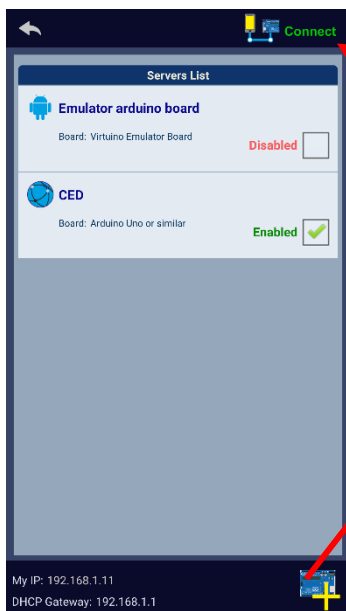 Connect
Servers List
Emulator arduino board
Board: Virtuino Emulator Board
Disabled
CED
Board: Arduino Uno or similar
Enabled
My IP: 192.168.1.11
DHCP Gateway: 192.168.1.1